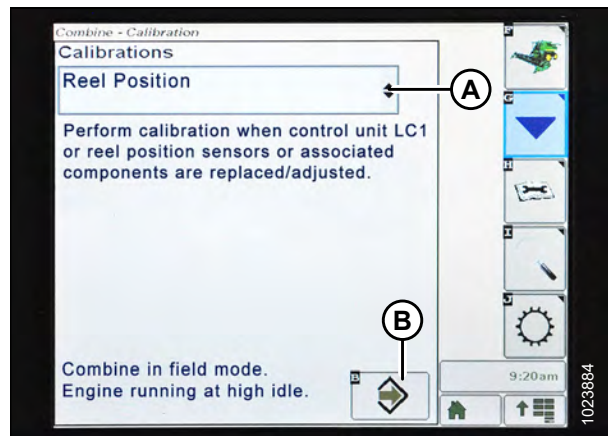 Combine - Calibration
Calibrations
Reel Position
Perform calibration when control unit LC1
or reel position sensors or associated
components are replaced/adjusted.
Combine in field mode.
Engine running at high idle.
B
F
G
H
I
J
9:20am
A
B
1023884